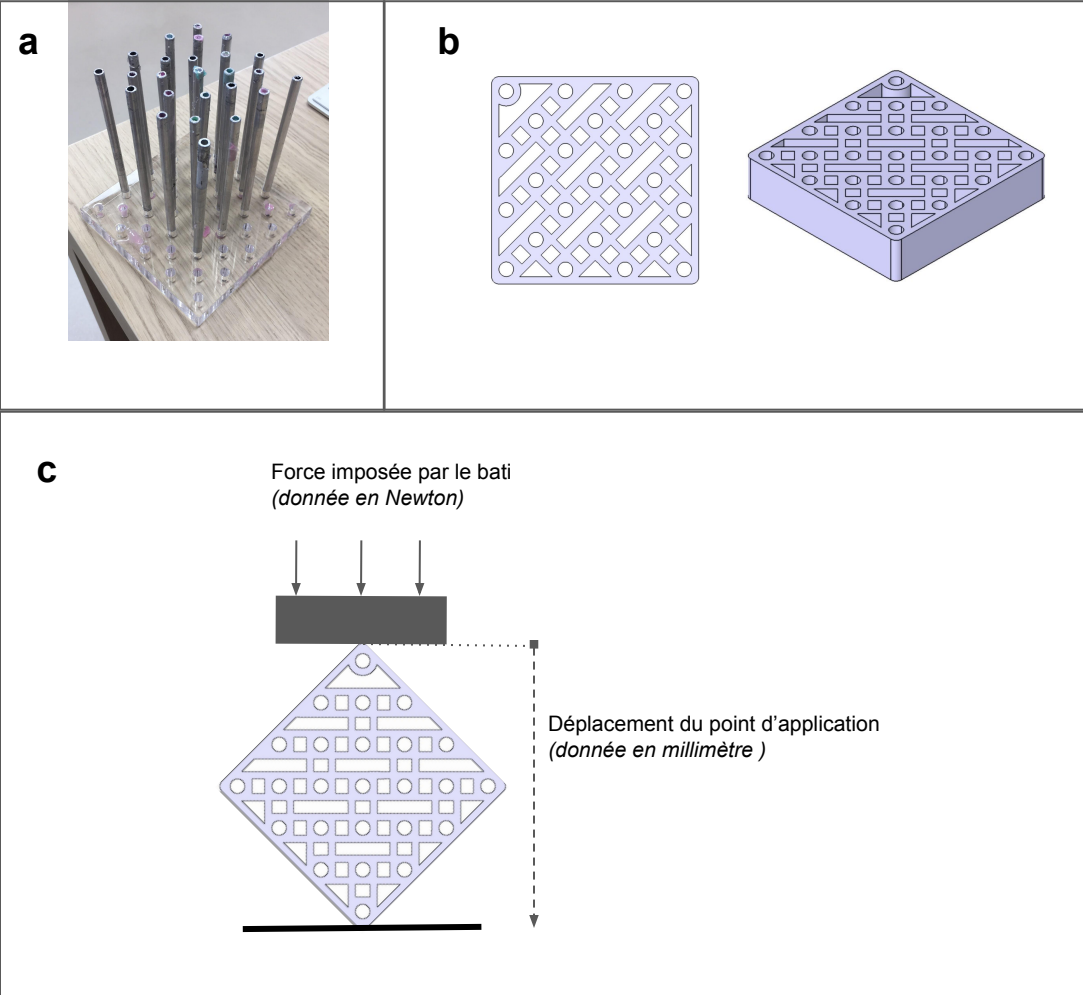 a
b
c
Force imposée par le bati
(donnée en Newton)
Déplacement du point d'application
(donnée en millimètre )